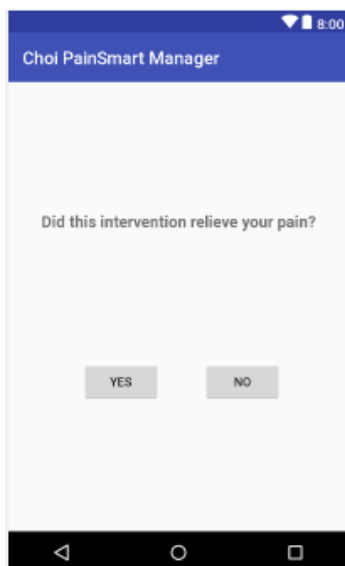 8:00
Choi PainSmart Manager
Did this intervention relieve your pain?
YES NO